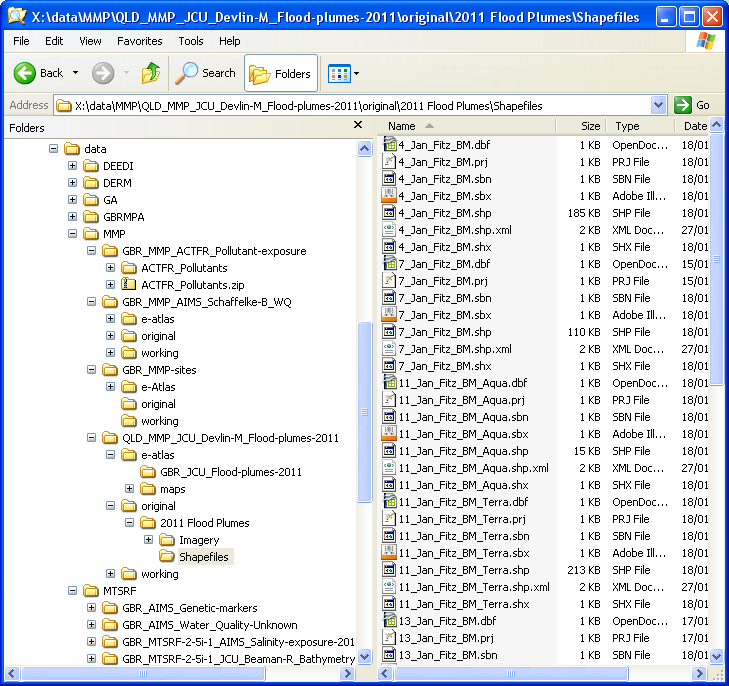 X:\data\MMP\QLD_MMP_JCU_Devlin-M_Flood-plumes-2011\original\2011 Flood Plumes\Shapefiles
File Edit View Favorites Tools Help
Back Search Folders
Address X:\data\MMP\QLD_MMP_JCU_Devlin-M_Flood-plumes-2011\original\2011 Flood Plumes\Shapefiles Go
Folders
data
DEEDI
DERM
GA
GBRMPA
MMP
GBR_MMP_ACTFR_Pollutant-exposure
ACTFR_Pollutants
ACTFR_Pollutants.zip
GBR_MMP_AIMS_Schaffelke-B_WQ
e-atlas
original
working
GBR_MMP-sites
e-Atlas
original
working
QLD_MMP_JCU_Devlin-M_Flood-plumes-2011
e-atlas
GBR_JCU_Flood-plumes-2011
maps
original
2011 Flood Plumes
Imagery
Shapefiles
working
MTSRF
GBR_AIMS_Genetic-markers
GBR_AIMS_Water_Quality-Unknown
GBR_MTSRF-2-5i-1_AIMS_Salinity-exposure-201
GBR_MTSRF-2-5i-1_JCU_Beaman-R_Bathymetry
Name Size Type Date
4_Jan_Fitz_BM.dbf 1 KB OpenDoc... 18/01
4_Jan_Fitz_BM.prj 1 KB PRJ File 18/01
4_Jan_Fitz_BM.sbn 1 KB SBN File 18/01
4_Jan_Fitz_BM.sbx 1 KB Adobe Ill... 18/01
4_Jan_Fitz_BM.shp 185 KB SHP File 18/01
4_Jan_Fitz_BM.shp.xml 2 KB XML Doc... 27/01
4_Jan_Fitz_BM.shx 1 KB SHX File 18/01
7_Jan_Fitz_BM.dbf 1 KB OpenDoc... 15/01
7_Jan_Fitz_BM.prj 1 KB PRJ File 18/01
7_Jan_Fitz_BM.sbn 1 KB SBN File 18/01
7_Jan_Fitz_BM.sbx 1 KB Adobe Ill... 18/01
7_Jan_Fitz_BM.shp 110 KB SHP File 18/01
7_Jan_Fitz_BM.shp.xml 2 KB XML Doc... 27/01
7_Jan_Fitz_BM.shx 1 KB SHX File 18/01
11_Jan_Fitz_BM_Aqua.dbf 1 KB OpenDoc... 18/01
11_Jan_Fitz_BM_Aqua.prj 1 KB PRJ File 18/01
11_Jan_Fitz_BM_Aqua.sbn 1 KB SBN File 18/01
11_Jan_Fitz_BM_Aqua.sbx 1 KB Adobe Ill... 18/01
11_Jan_Fitz_BM_Aqua.shp 15 KB SHP File 18/01
11_Jan_Fitz_BM_Aqua.shp.xml 2 KB XML Doc... 27/01
11_Jan_Fitz_BM_Aqua.shx 1 KB SHX File 18/01
11_Jan_Fitz_BM_Terra.dbf 1 KB OpenDoc... 18/01
11_Jan_Fitz_BM_Terra.prj 1 KB PRJ File 18/01
11_Jan_Fitz_BM_Terra.sbn 1 KB SBN File 18/01
11_Jan_Fitz_BM_Terra.sbx 1 KB Adobe Ill... 18/01
11_Jan_Fitz_BM_Terra.shp 213 KB SHP File 18/01
11_Jan_Fitz_BM_Terra.shp.xml 2 KB XML Doc... 27/01
11_Jan_Fitz_BM_Terra.shx 1 KB SHX File 18/01
13_Jan_Fitz_BM.dbf 1 KB OpenDoc... 17/01
13_Jan_Fitz_BM.prj 1 KB PRJ File 17/01
13_Jan_Fitz_BM.sbn 1 KB SBN File 18/01